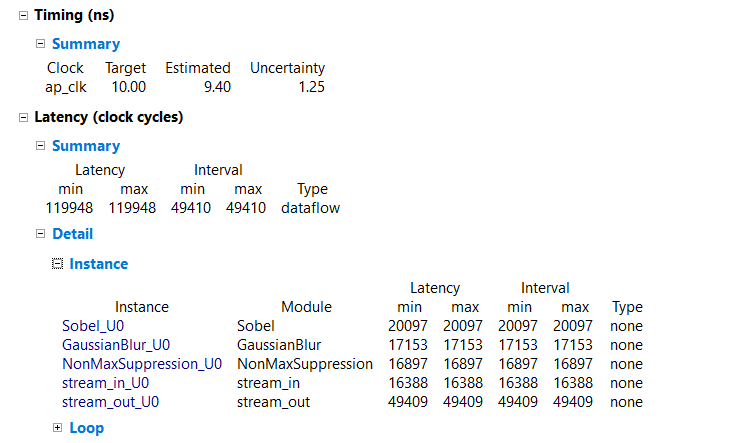 Timing (ns)
Summary
Clock Target Estimated Uncertainty
ap_clk 10.00 9.40 1.25
Latency (clock cycles)
Summary
Latency Interval
min max min max Type
119948 119948 49410 49410 dataflow
Detail
Instance
Latency Interval
Instance Module min max min max Type
Sobel_U0 Sobel 20097 20097 20097 20097 none
GaussianBlur_U0 GaussianBlur 17153 17153 17153 17153 none
NonMaxSuppression_U0 NonMaxSuppression 16897 16897 16897 16897 none
stream_in_U0 stream_in 16388 16388 16388 16388 none
stream_out_U0 stream_out 49409 49409 49409 49409 none
Loop